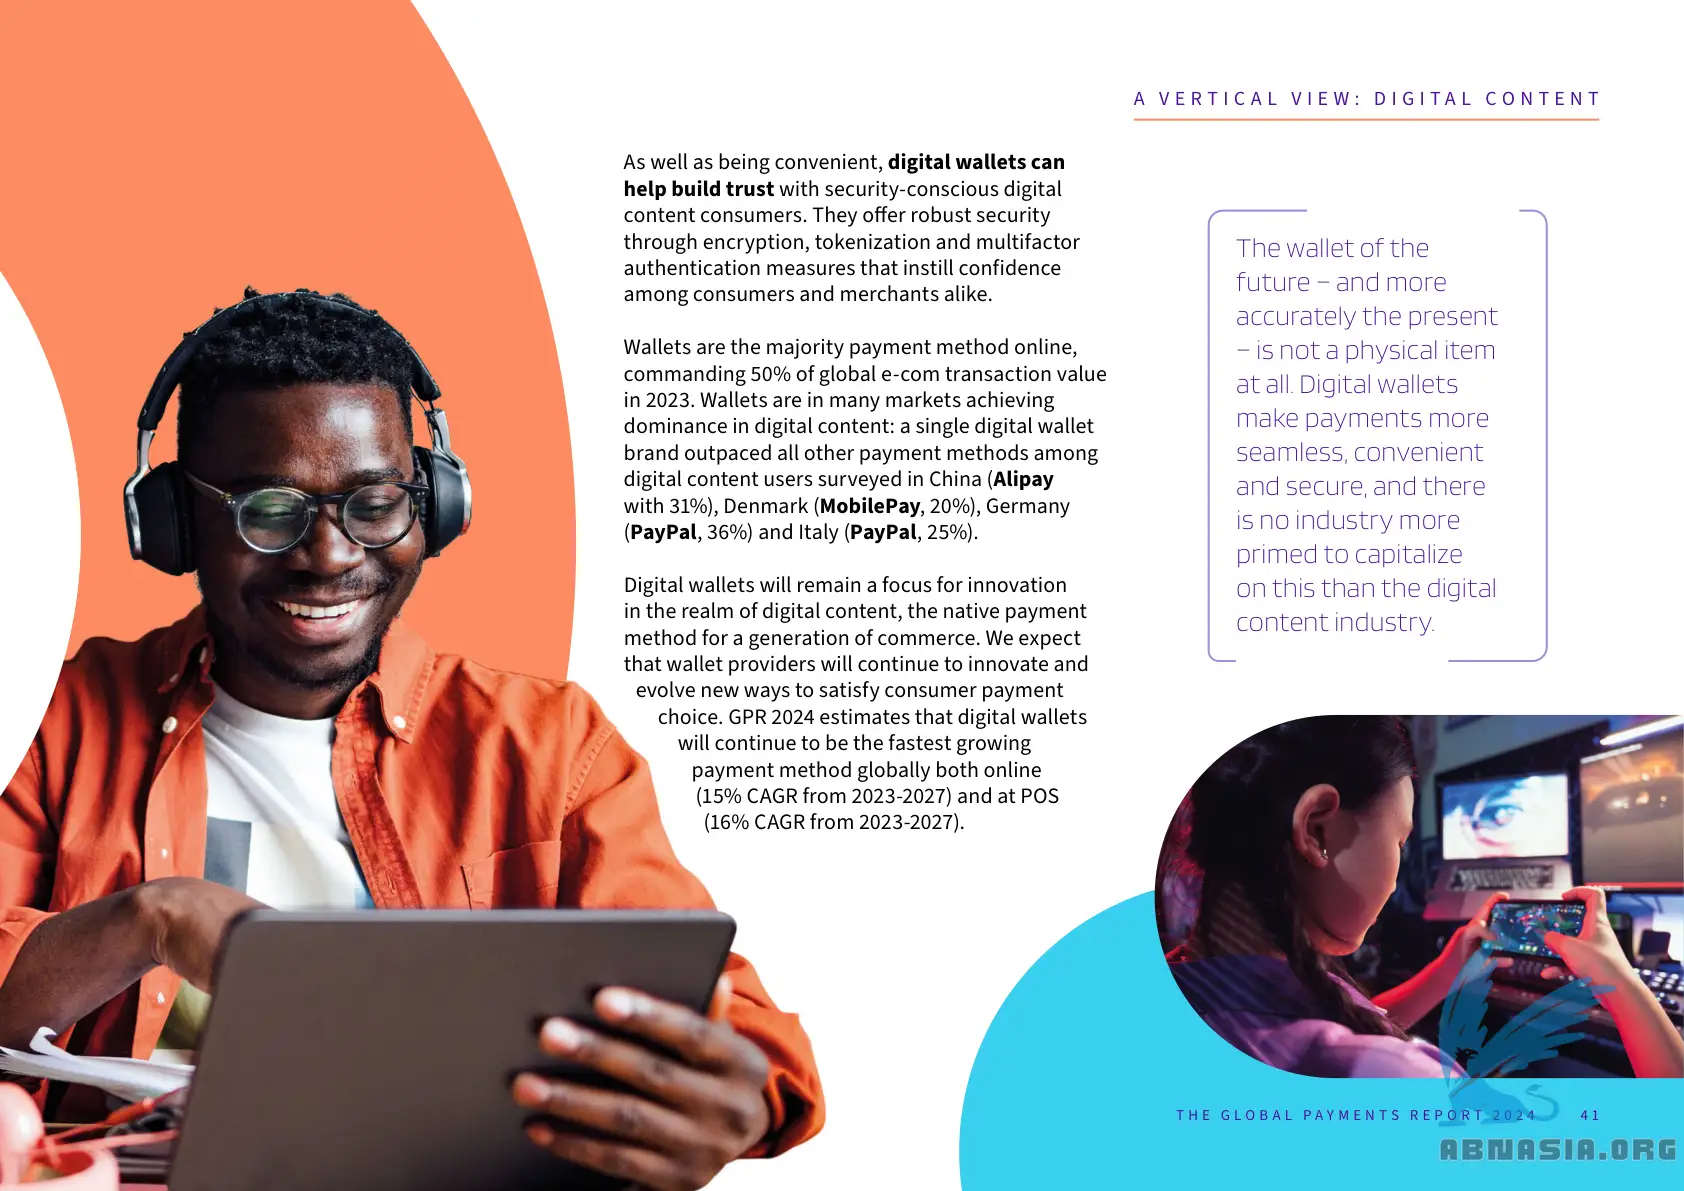 A VERTICAL VIEW: DIGITAL CONTENT
As well as being convenient, digital wallets can
help build trust with security-conscious digital
content consumers. They offer robust security
through encryption, tokenization and multifactor
authentication measures that instill confidence
among consumers and merchants alike.
Wallets are the majority payment method online,
commanding 50% of global e-com transaction value
in 2023. Wallets are in many markets achieving
dominance in digital content: a single digital wallet
brand outpaced all other payment methods among
digital content users surveyed in China (Alipay
with 31%), Denmark (MobilePay, 20%), Germany
(PayPal, 36%) and Italy (PayPal, 25%).
Digital wallets will remain a focus for innovation
in the realm of digital content, the native payment
method for a generation of commerce. We expect
that wallet providers will continue to innovate and
evolve new ways to satisfy consumer payment
choice. GPR 2024 estimates that digital wallets
will continue to be the fastest growing
payment method globally both online
(15% CAGR from 2023-2027) and at POS
(16% CAGR from 2023-2027).
The wallet of the
future – and more
accurately the present
– is not a physical item
at all. Digital wallets
make payments more
seamless, convenient
and secure, and there
is no industry more
primed to capitalize
on this than the digital
content industry.
THE GLOBAL PAYMENTS REPORT 2024 41
ABNASIA.ORG